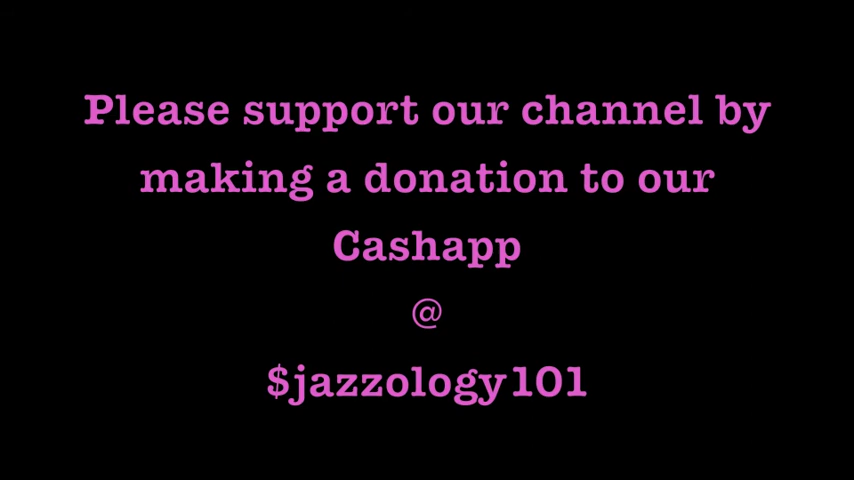 Please support our channel by
making a donation to our
Cashapp
@
$jazzology101